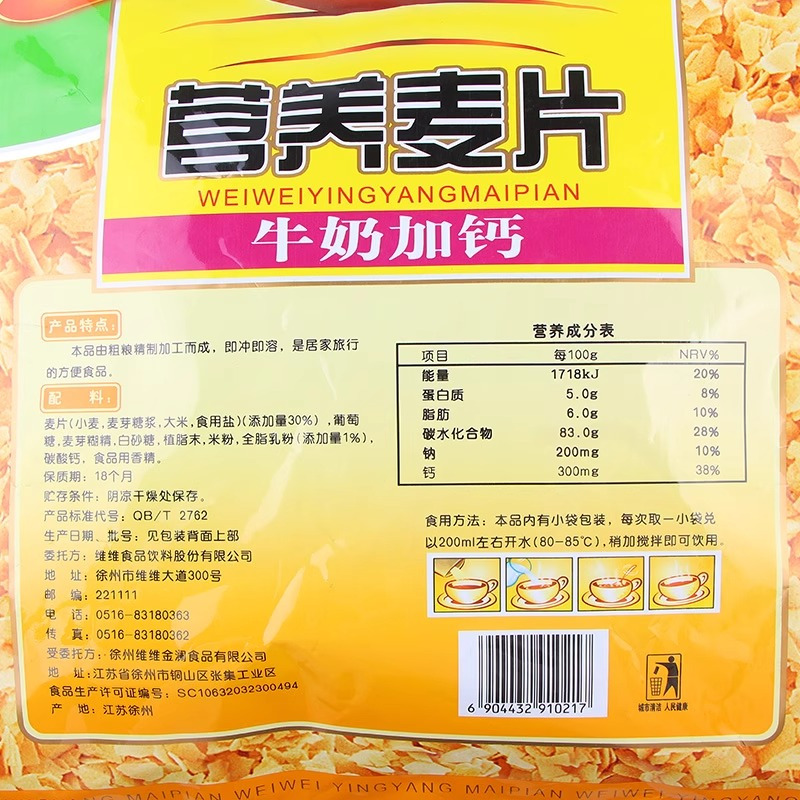 营养麦片
WEIWEIYINGYANGMAIPIAN
牛奶加钙
产品特点:
本品由粗粮精制加工而成，即冲即溶，是居家旅行
的方便食品。
配 料:
麦片(小麦,麦芽糖浆,大米,食用盐)(添加量30%) ,葡萄
糖,麦芽糊精,白砂糖,植脂末,米粉,全脂乳粉(添加量1%),
碳酸钙,食品用香精。
保质期: 18个月
贮存条件: 阴凉干燥处保存。
产品标准代号: QB/T 2762
生产日期、批号: 见包装背面上部
委托方: 维维食品饮料股份有限公司
地 址: 徐州市维维大道300号
邮 编: 221111
电 话: 0516-83180363
传 真: 0516-83180362
受委托方: 徐州维维金澜食品有限公司
地 址:江苏省徐州市铜山区张集工业区
食品生产许可证编号: SC10632032300494
产 地: 江苏徐州
营养成分表
项目 每100g NRV%
能量 1718kJ 20%
蛋白质 5.0g 8%
脂肪 6.0g 10%
碳水化合物 83.0g 28%
钠 200mg 10%
钙 300mg 38%
食用方法: 本品内有小袋包装，每次取一小袋兑
以200ml左右开水(80-85℃),稍加搅拌即可饮用。
6 904432 910217
城市清洁 人民健康
MAIPIAN WEIWEI YINGYANG MAIPIAN